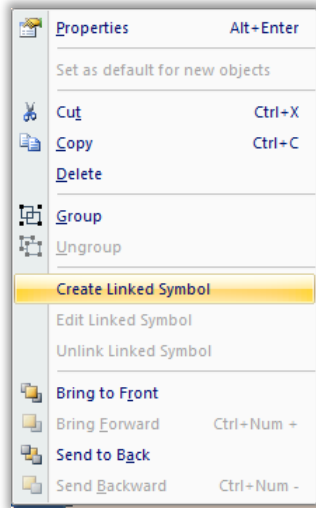 Properties Alt+Enter
Set as default for new objects
Cut Ctrl+X
Copy Ctrl+C
Delete
Group
Ungroup
Create Linked Symbol
Edit Linked Symbol
Unlink Linked Symbol
Bring to Front
Bring Forward Ctrl+Num +
Send to Back
Send Backward Ctrl+Num -